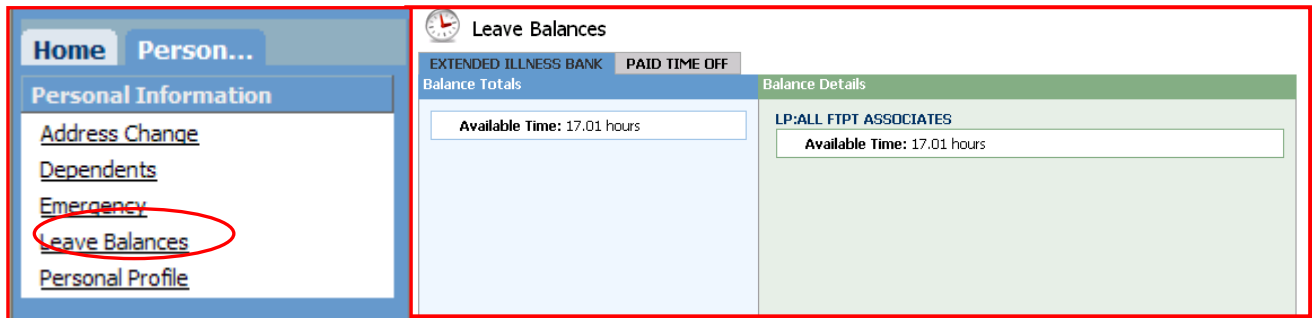 Home Person...
Personal Information
Address Change
Dependents
Emergency
Leave Balances
Personal Profile
Leave Balances
EXTENDED ILLNESS BANK PAID TIME OFF
Balance Totals
Available Time: 17.01 hours
Balance Details
LP:ALL FTPT ASSOCIATES
Available Time: 17.01 hours